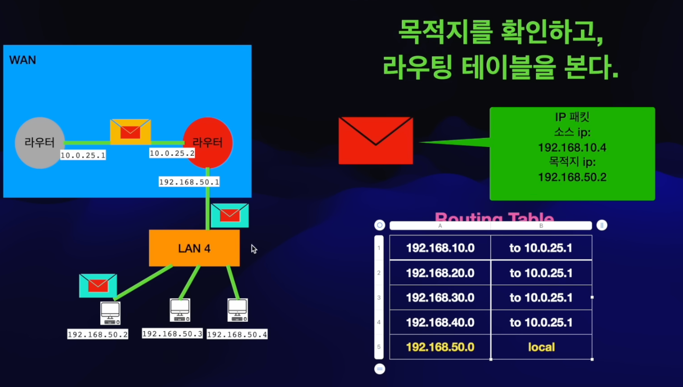 목적지를 확인하고,
라우팅 테이블을 본다.
WAN
라우터
라우터
10.0.25.1
10.0.25.2
192.168.50.1
IP 패킷
소스 ip:
192.168.10.4
목적지 ip:
192.168.50.2
LAN 4
192.168.50.2
192.168.50.3
192.168.50.4
Routing Table
A B
1 192.168.10.0 to 10.0.25.1
2 192.168.20.0 to 10.0.25.1
3 192.168.30.0 to 10.0.25.1
4 192.168.40.0 to 10.0.25.1
5 192.168.50.0 local